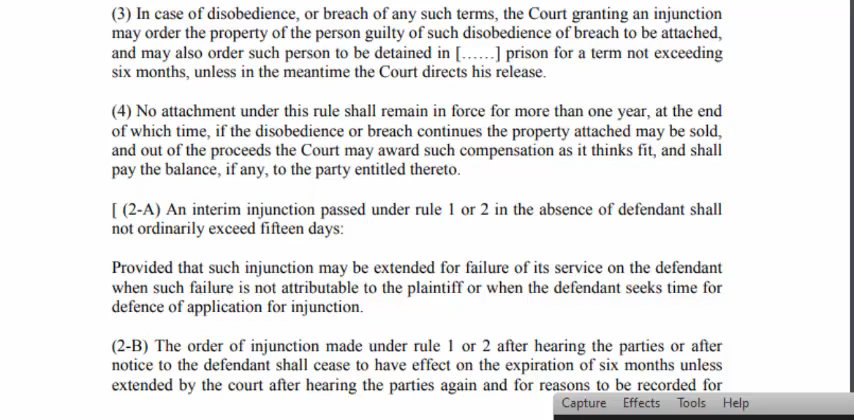 (3) In case of disobedience, or breach of any such terms, the Court granting an injunction
may order the property of the person guilty of such disobedience of breach to be attached,
and may also order such person to be detained in [......] prison for a term not exceeding
six months, unless in the meantime the Court directs his release.
(4) No attachment under this rule shall remain in force for more than one year, at the end
of which time, if the disobedience or breach continues the property attached may be sold,
and out of the proceeds the Court may award such compensation as it thinks fit, and shall
pay the balance, if any, to the party entitled thereto.
[ (2-A) An interim injunction passed under rule 1 or 2 in the absence of defendant shall
not ordinarily exceed fifteen days:
Provided that such injunction may be extended for failure of its service on the defendant
when such failure is not attributable to the plaintiff or when the defendant seeks time for
defence of application for injunction.
(2-B) The order of injunction made under rule 1 or 2 after hearing the parties or after
notice to the defendant shall cease to have effect on the expiration of six months unless
extended by the court after hearing the parties again and for reasons to be recorded for
Capture Effects Tools Help